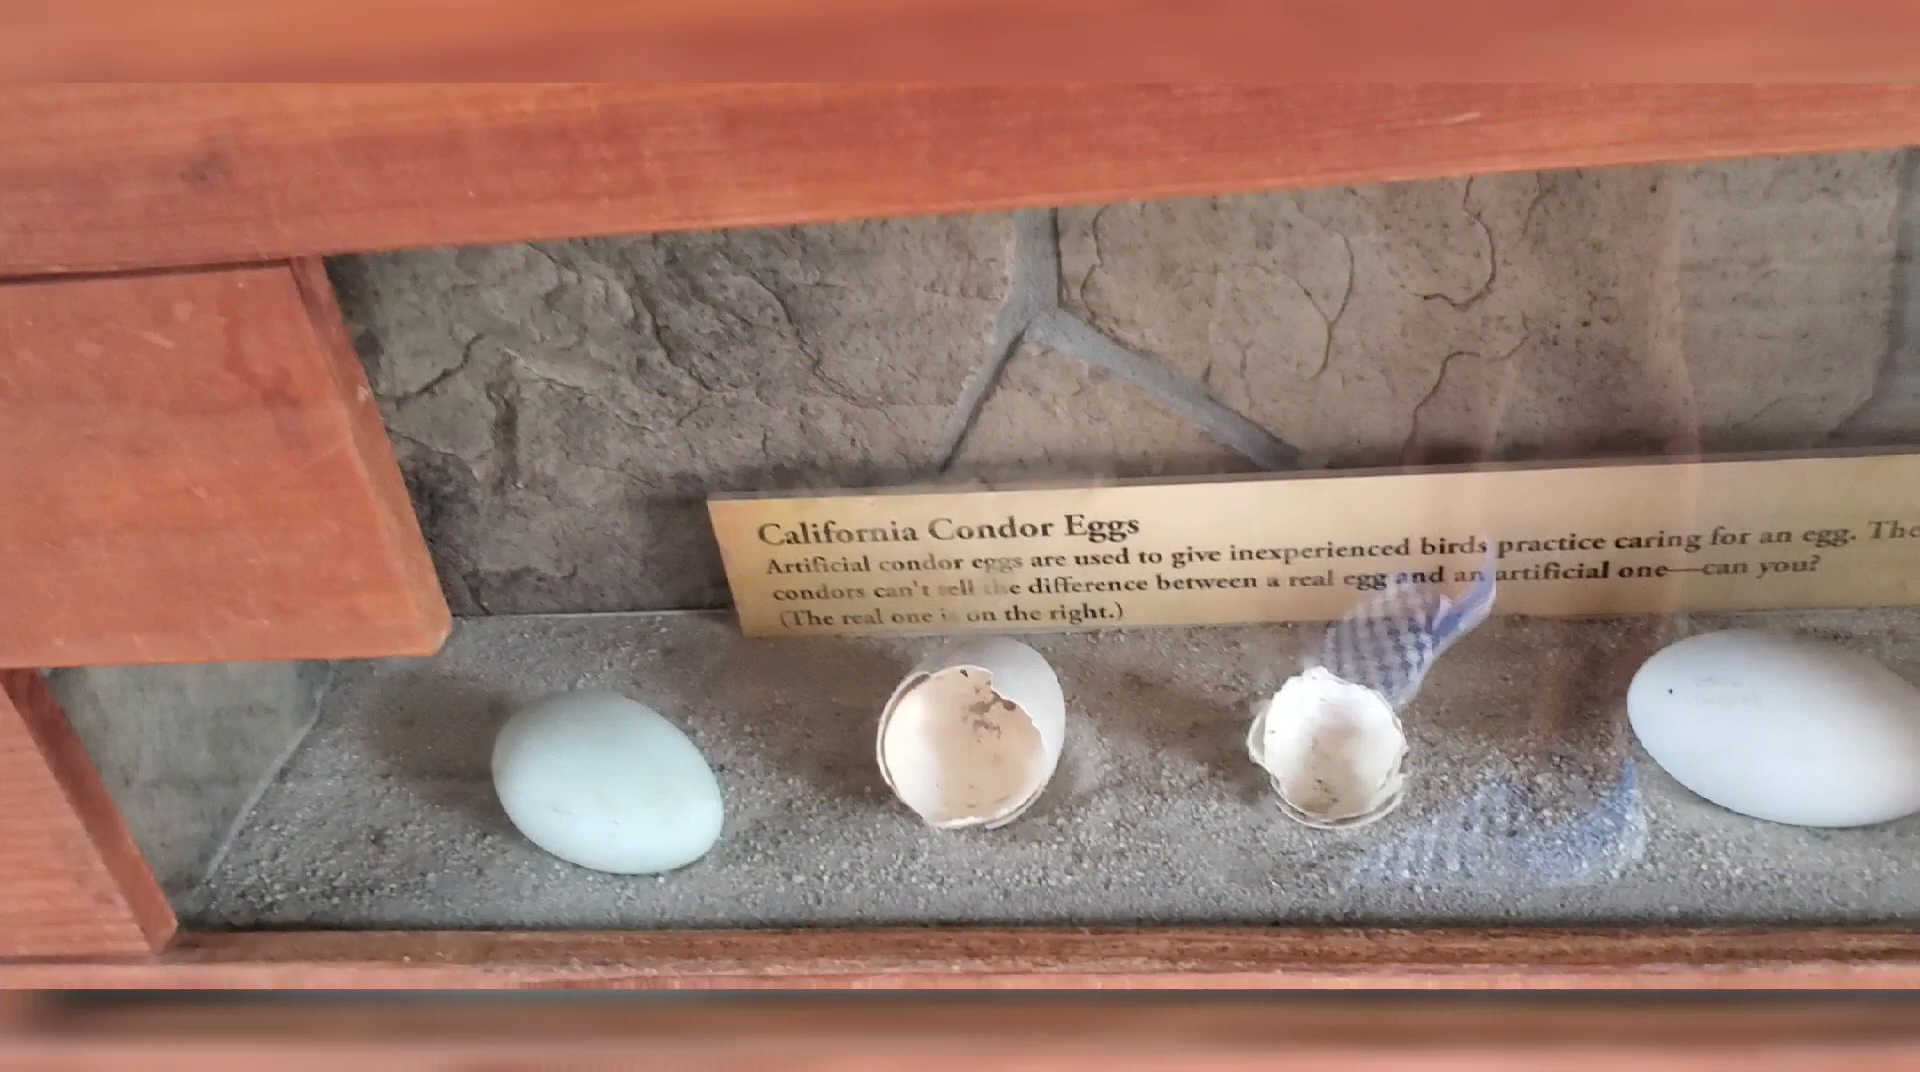 California Condor Eggs
Artificial condor eggs are used to give inexperienced birds practice caring for an egg. The
condors can't tell the difference between a real egg and an artificial one—can you?
(The real one is on the right.)